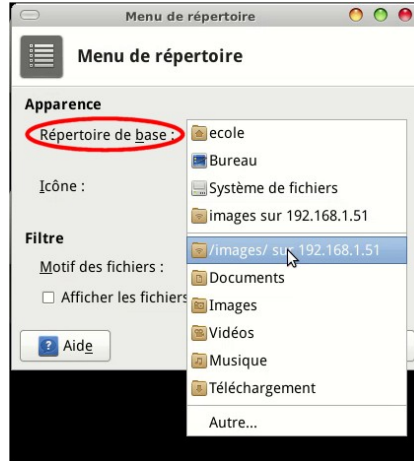 Menu de répertoire
Menu de répertoire
Apparence
Répertoire de base :
Icône :
Filtre
Motif des fichiers :
Afficher les fichiers
Aide
ecole
Bureau
Système de fichiers
images sur 192.168.1.51
/images/ sur 192.168.1.51
Documents
Images
Vidéos
Musique
Téléchargement
Autre...